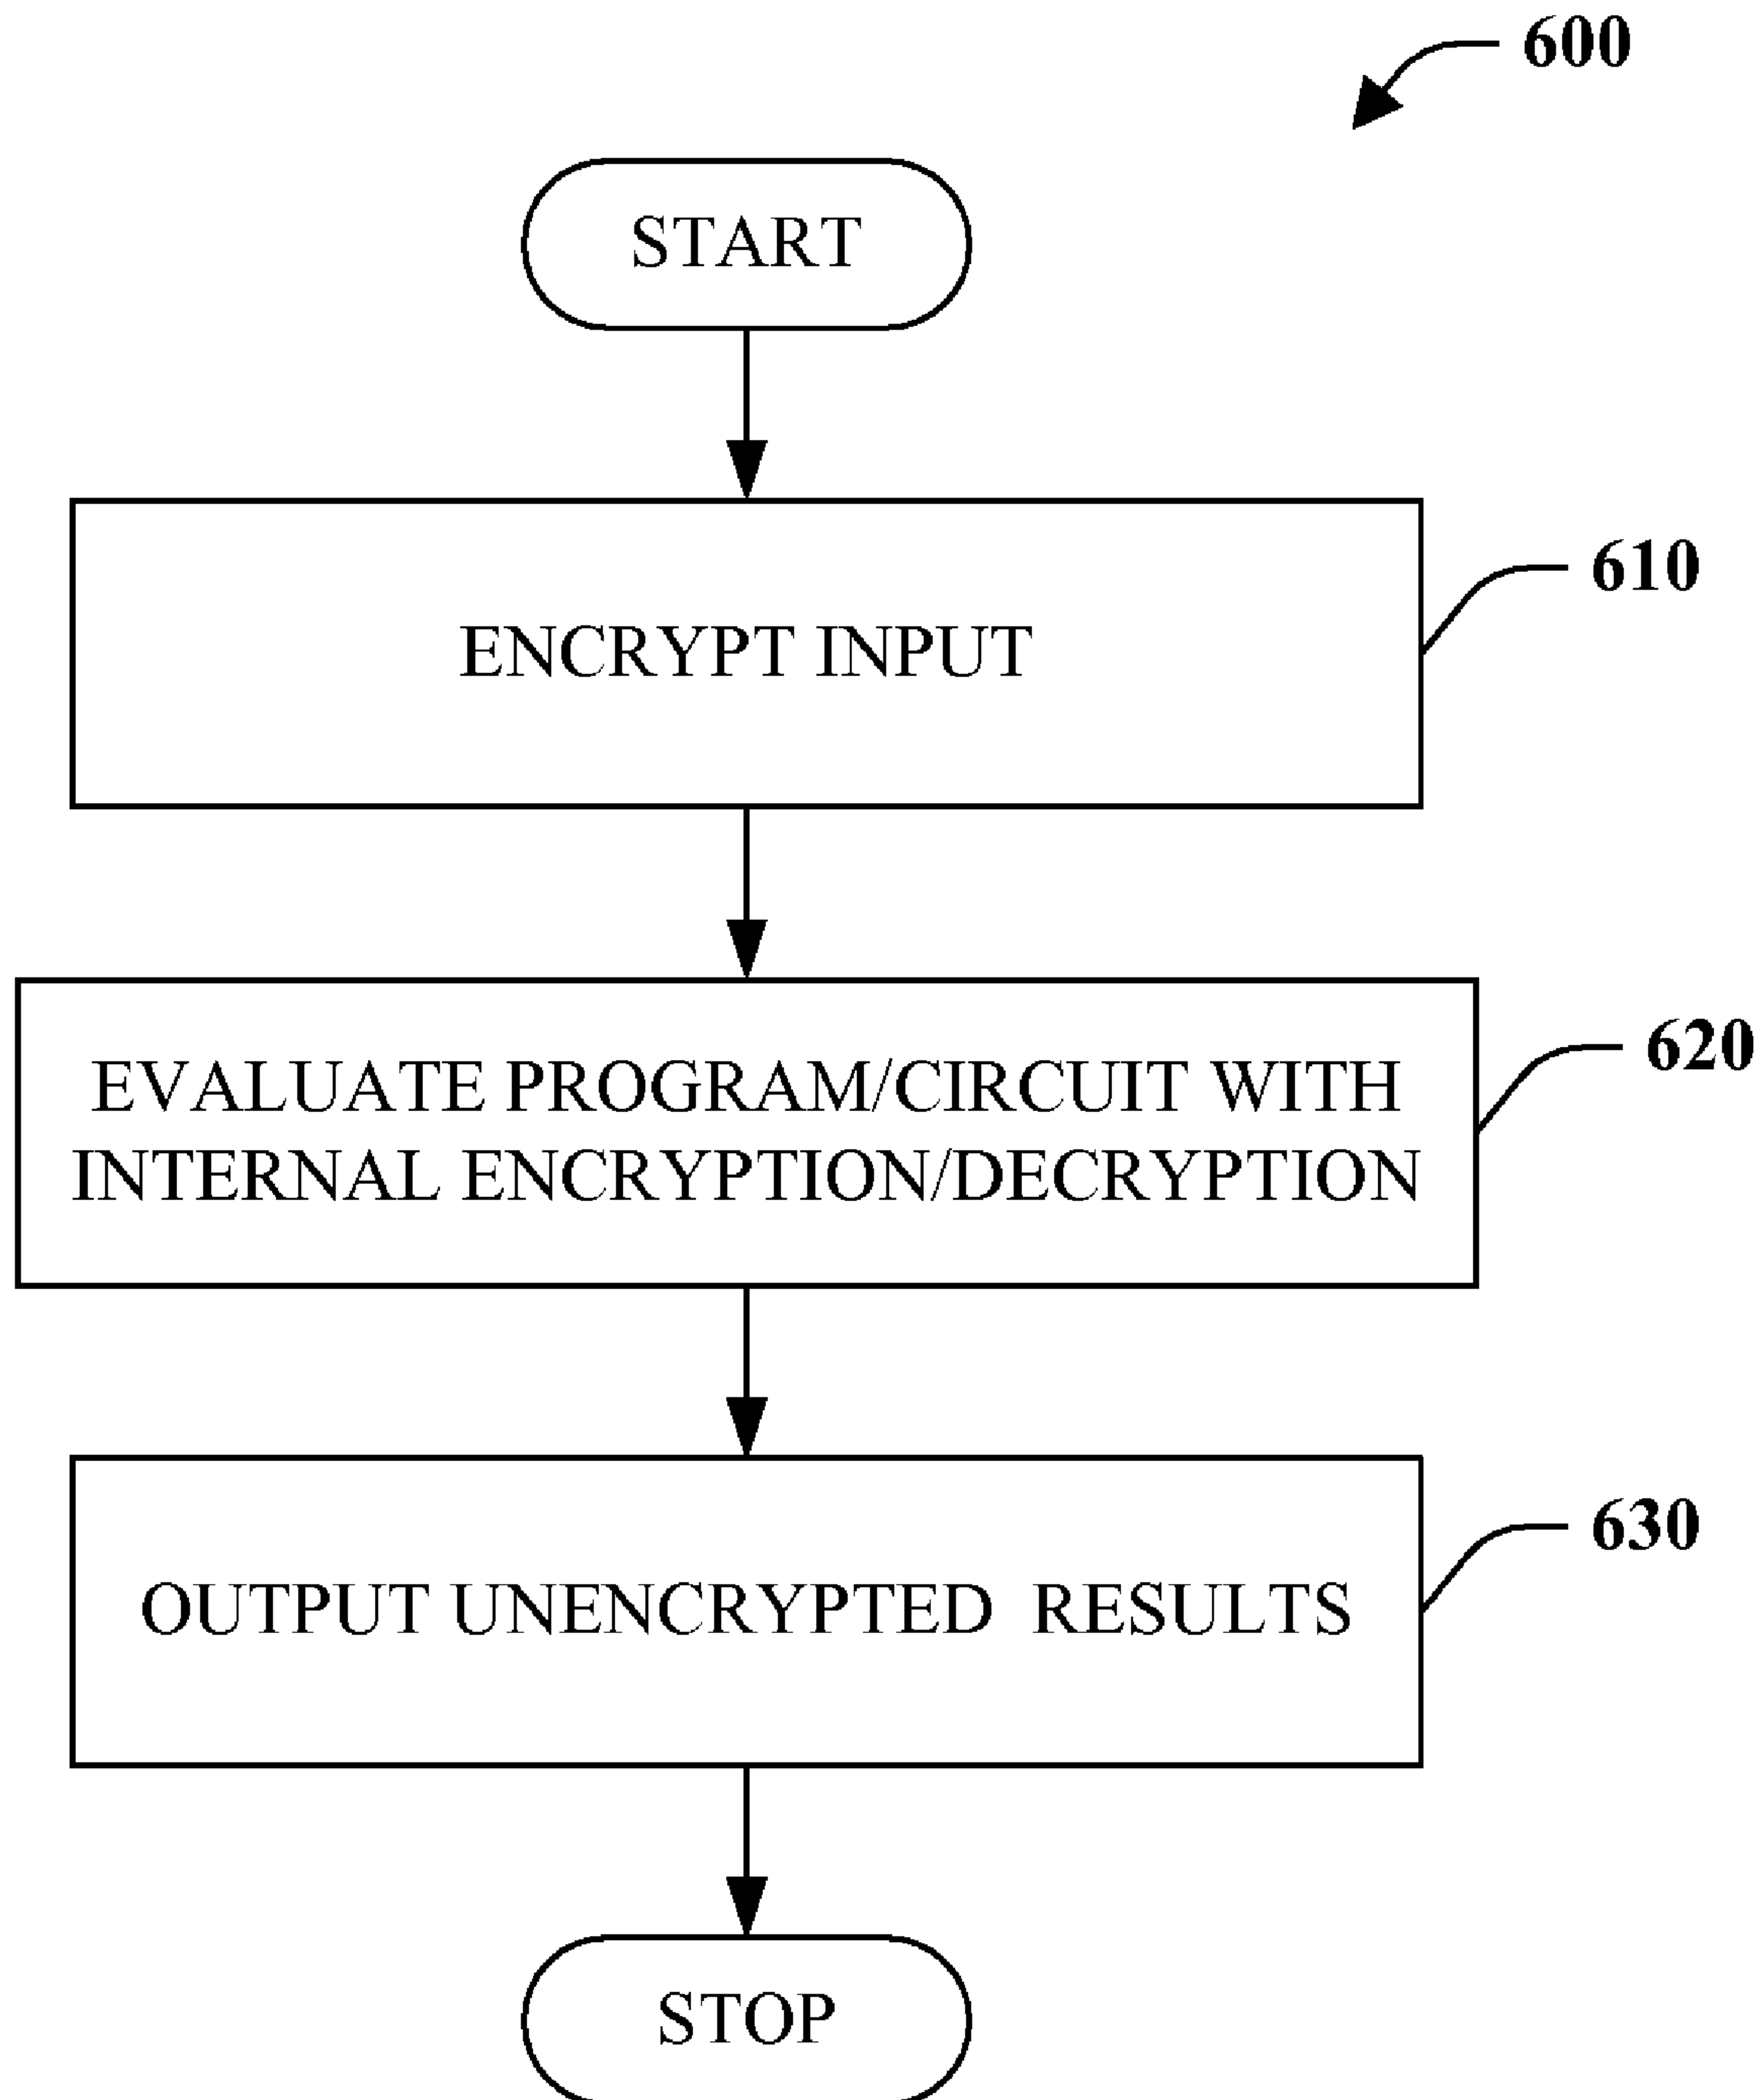 600
START
610
ENCRYPT INPUT
620
EVALUATE PROGRAM/CIRCUIT WITH
INTERNAL ENCRYPTION/DECRYPTION
630
OUTPUT UNENCRYPTED RESULTS
STOP